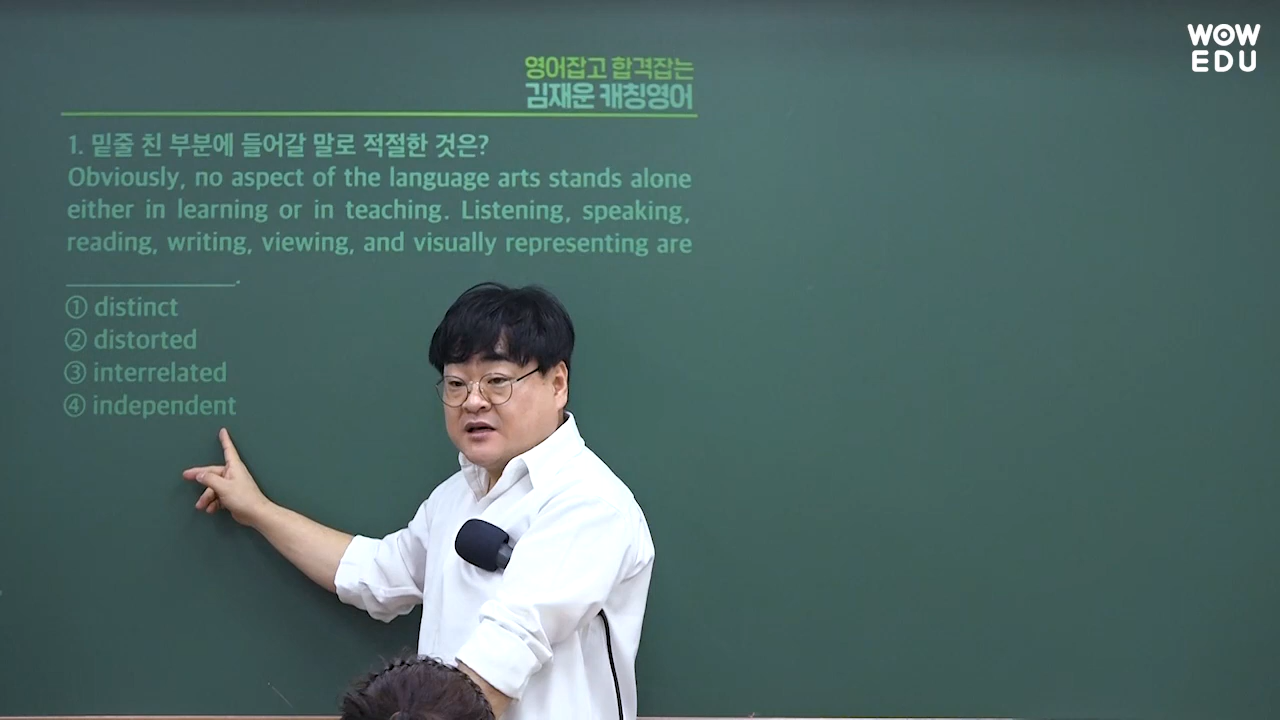 WOW
EDU
영어잡고 합격잡는
김재운 캐칭영어
1. 밑줄 친 부분에 들어갈 말로 적절한 것은?
Obviously, no aspect of the language arts stands alone
either in learning or in teaching. Listening, speaking,
reading, writing, viewing, and visually representing are
____________.
① distinct
② distorted
③ interrelated
④ independent